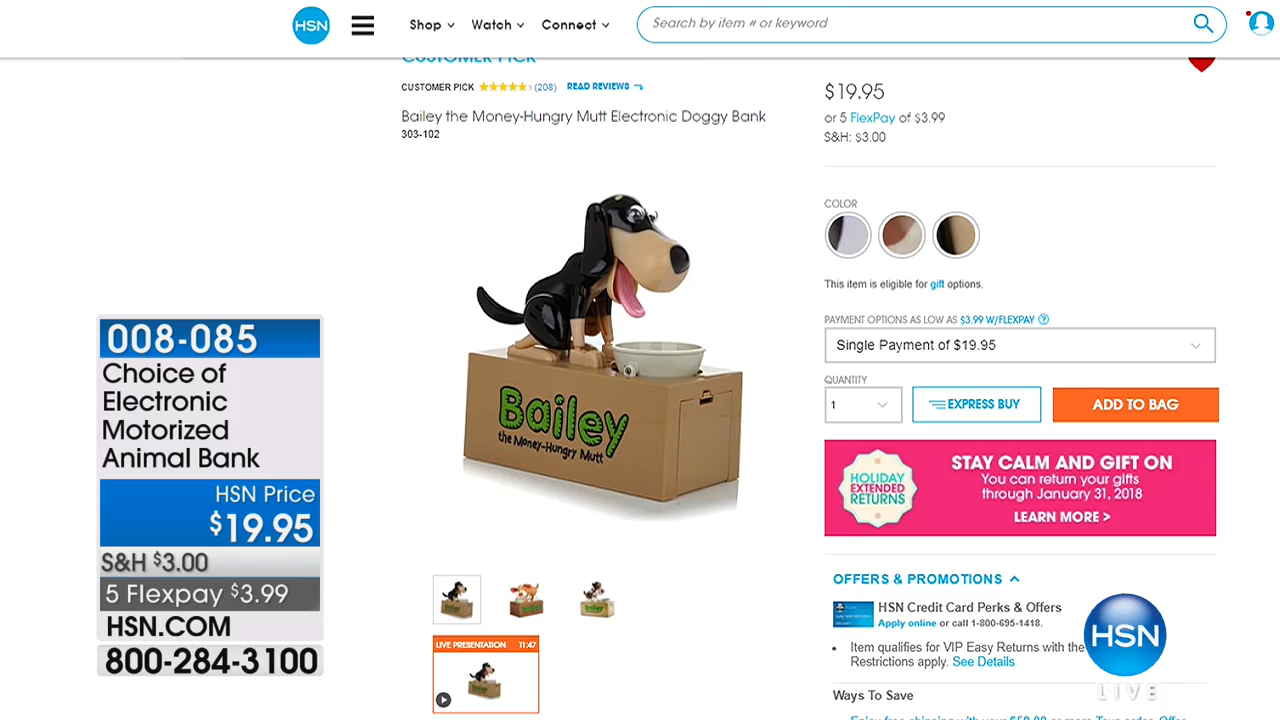 HSN
Shop
Watch
Connect
Search by item # or keyword
CUSTOMER PICK
CUSTOMER PICK
(208)
READ REVIEWS
Bailey the Money-Hungry Mutt Electronic Doggy Bank
303-102
$19.95
or 5 FlexPay of $3.99
S&H: $3.00
COLOR
This item is eligible for gift options.
PAYMENT OPTIONS AS LOW AS $3.99 W/FLEXPAY ?
Single Payment of $19.95
QUANTITY
1
EXPRESS BUY
ADD TO BAG
HOLIDAY
EXTENDED
RETURNS
STAY CALM AND GIFT ON
You can return your gifts
through January 31, 2018
LEARN MORE >
OFFERS & PROMOTIONS
HSN Credit Card Perks & Offers
Apply online or call 1-800-695-1418.
• Item qualifies for VIP Easy Returns with the
Restrictions apply. See Details
Ways To Save
Bailey
the Money-Hungry Mutt
LIVE PRESENTATION 11:47
008-085
Choice of
Electronic
Motorized
Animal Bank
HSN Price
$19.95
S&H $3.00
5 Flexpay $3.99
HSN.COM
800-284-3100
HSN
LIVE